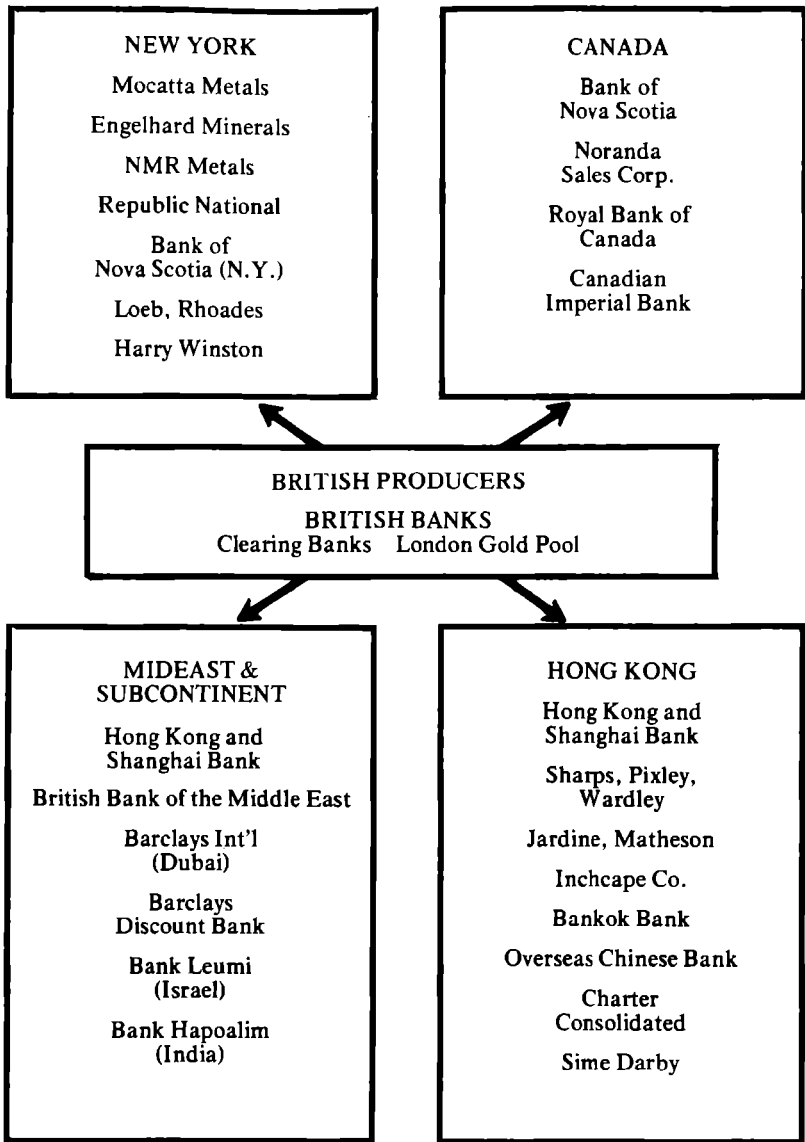 NEW YORK
Mocatta Metals
Engelhard Minerals
NMR Metals
Republic National
Bank of
Nova Scotia (N.Y.)
Loeb, Rhoades
Harry Winston
CANADA
Bank of
Nova Scotia
Noranda
Sales Corp.
Royal Bank of
Canada
Canadian
Imperial Bank
BRITISH PRODUCERS
BRITISH BANKS
Clearing Banks London Gold Pool
MIDEAST &
SUBCONTINENT
Hong Kong and
Shanghai Bank
British Bank of the Middle East
Barclays Int'l
(Dubai)
Barclays
Discount Bank
Bank Leumi
(Israel)
Bank Hapoalim
(India)
HONG KONG
Hong Kong and
Shanghai Bank
Sharps, Pixley,
Wardley
Jardine, Matheson
Inchcape Co.
Bankok Bank
Overseas Chinese Bank
Charter
Consolidated
Sime Darby